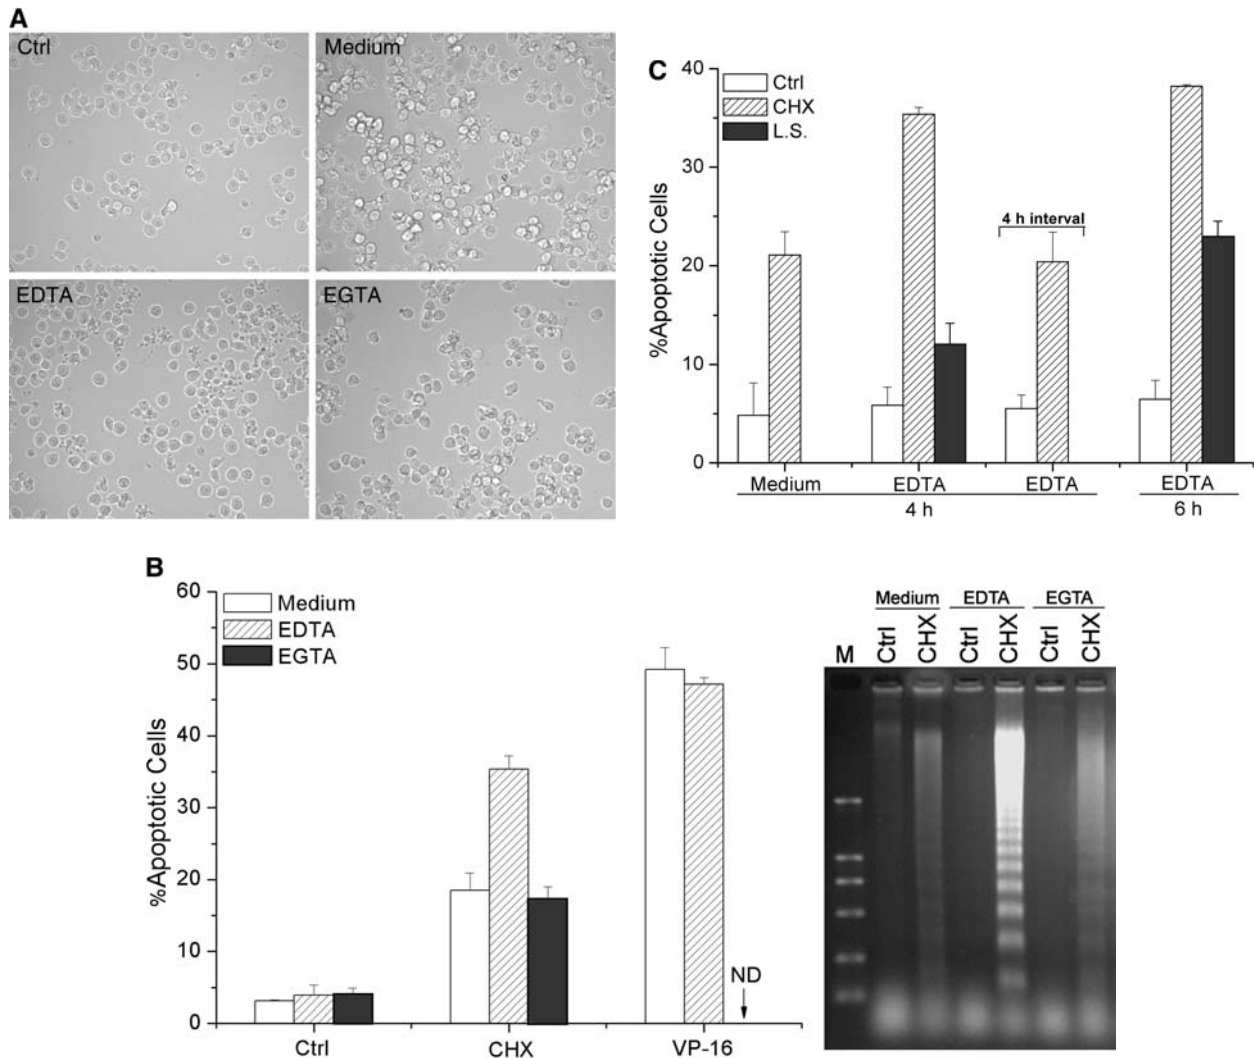 A
Ctrl
Medium
EDTA
EGTA
C
%Apoptotic Cells
40
30
20
10
0
Ctrl
CHX
L.S.
4 h interval
Medium EDTA EDTA EDTA
4 h 6 h
B
%Apoptotic Cells
60
50
40
30
20
10
0
Medium
EDTA
EGTA
ND
Ctrl CHX VP-16
Medium EDTA EGTA
M Ctrl CHX Ctrl CHX Ctrl CHX